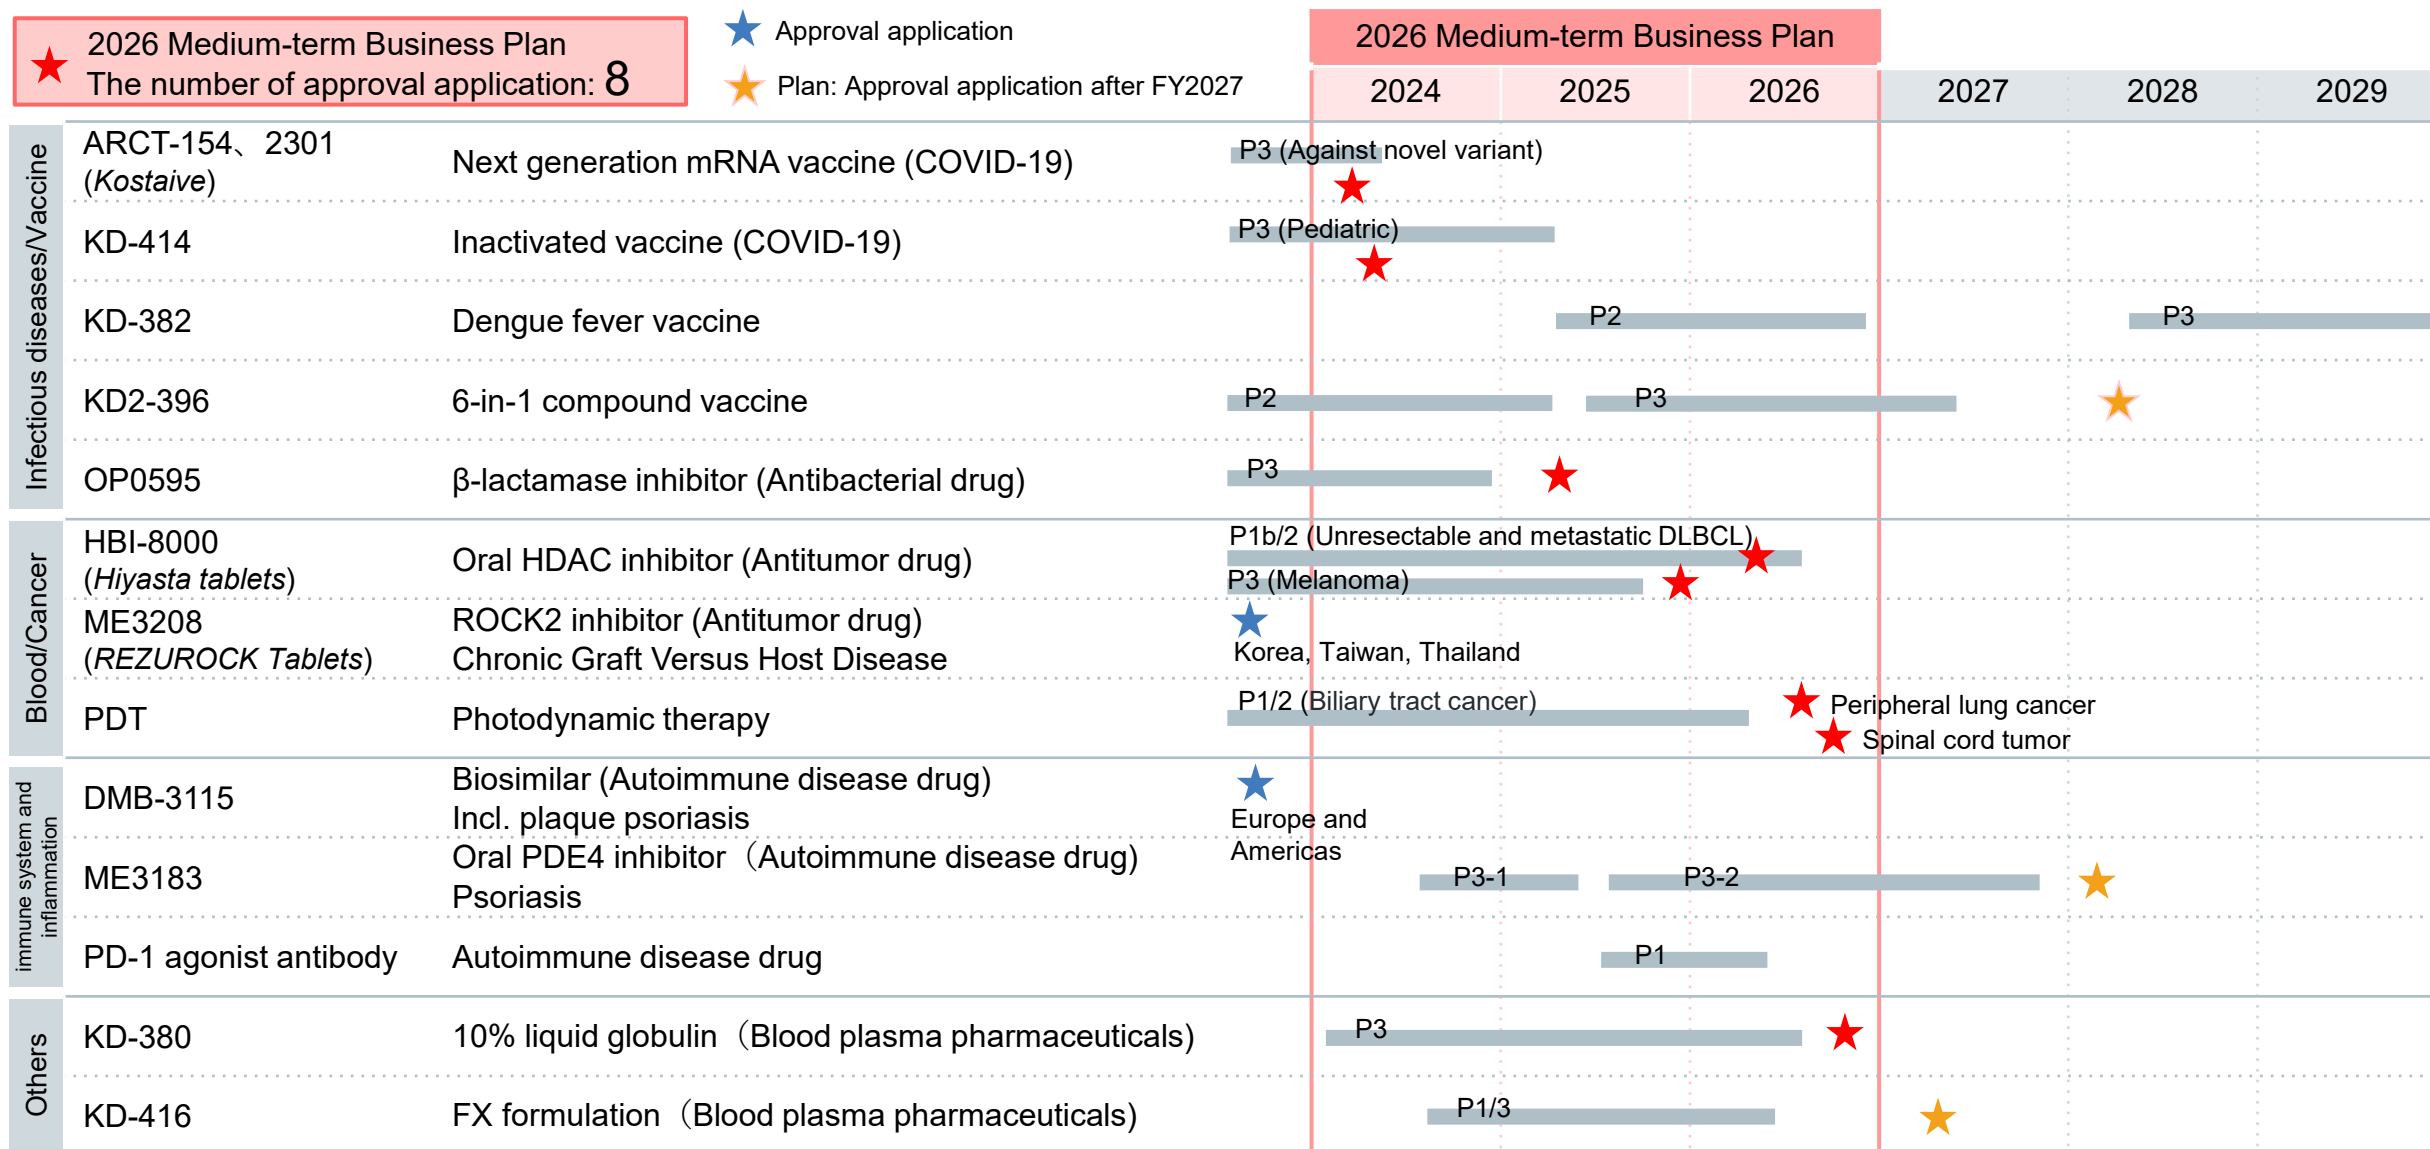 2026 Medium-term Business Plan
The number of approval application: 8
Approval application
Plan: Approval application after FY2027
2026 Medium-term Business Plan
2024 2025 2026 2027 2028 2029
Infectious diseases/Vaccine
ARCT-154、2301
(Kostaive)
Next generation mRNA vaccine (COVID-19)
P3 (Against novel variant)
KD-414
Inactivated vaccine (COVID-19)
P3 (Pediatric)
KD-382
Dengue fever vaccine
P2
P3
KD2-396
6-in-1 compound vaccine
P2
P3
OP0595
β-lactamase inhibitor (Antibacterial drug)
P3
Blood/Cancer
HBI-8000
(Hiyasta tablets)
Oral HDAC inhibitor (Antitumor drug)
P1b/2 (Unresectable and metastatic DLBCL)
P3 (Melanoma)
ME3208
(REZUROCK Tablets)
ROCK2 inhibitor (Antitumor drug)
Chronic Graft Versus Host Disease
Korea, Taiwan, Thailand
PDT
Photodynamic therapy
P1/2 (Biliary tract cancer)
Peripheral lung cancer
Spinal cord tumor
immune system and
inflammation
DMB-3115
Biosimilar (Autoimmune disease drug)
Incl. plaque psoriasis
Europe and
Americas
ME3183
Oral PDE4 inhibitor（Autoimmune disease drug)
Psoriasis
P3-1
P3-2
PD-1 agonist antibody
Autoimmune disease drug
P1
Others
KD-380
10% liquid globulin（Blood plasma pharmaceuticals)
P3
KD-416
FX formulation（Blood plasma pharmaceuticals)
P1/3